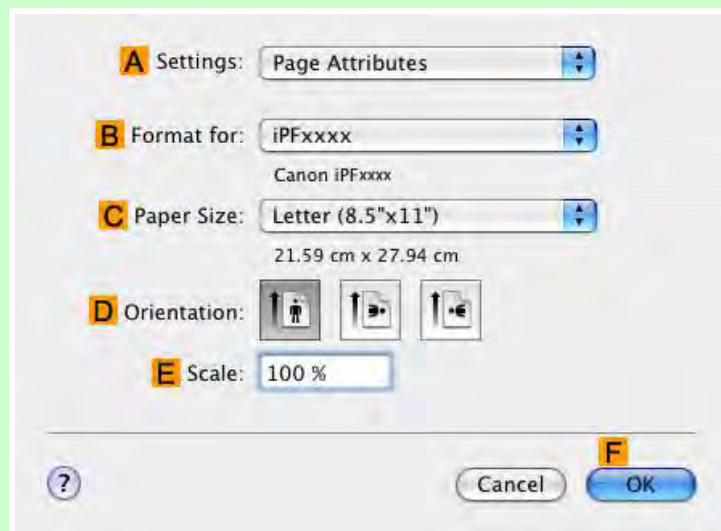 A Settings: Page Attributes
B Format for: iPFxxxx
Canon iPFxxxx
C Paper Size: Letter (8.5"x11")
21.59 cm x 27.94 cm
D Orientation:
E Scale: 100 %
F
? Cancel OK